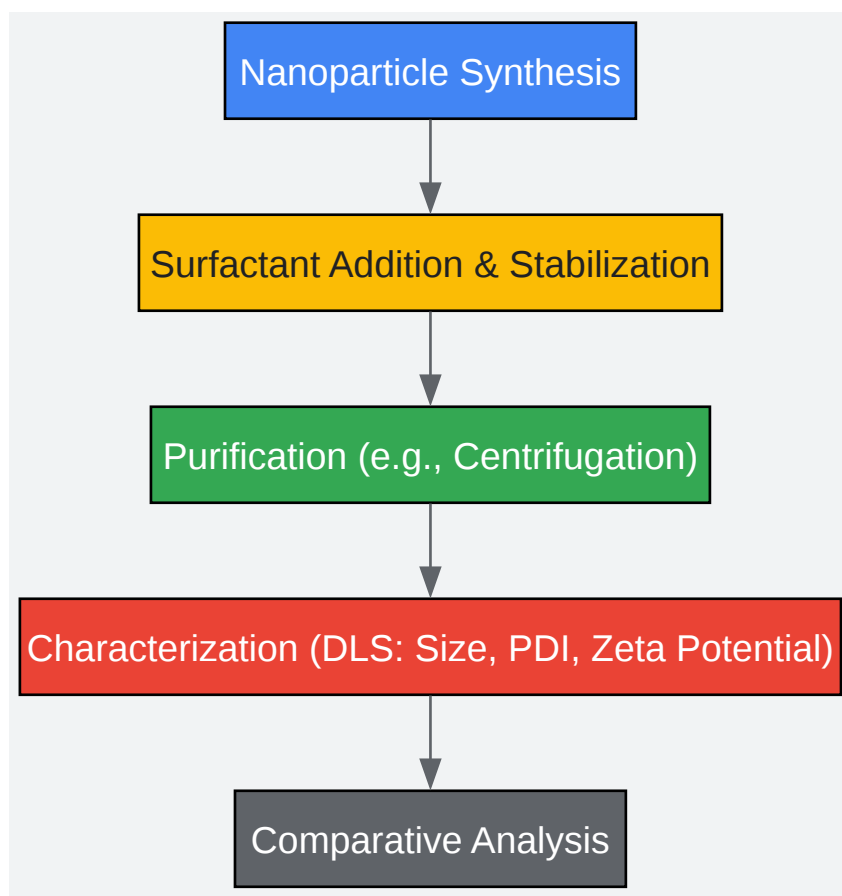 Nanoparticle Synthesis
Surfactant Addition & Stabilization
Purification (e.g., Centrifugation)
Characterization (DLS: Size, PDI, Zeta Potential)
Comparative Analysis